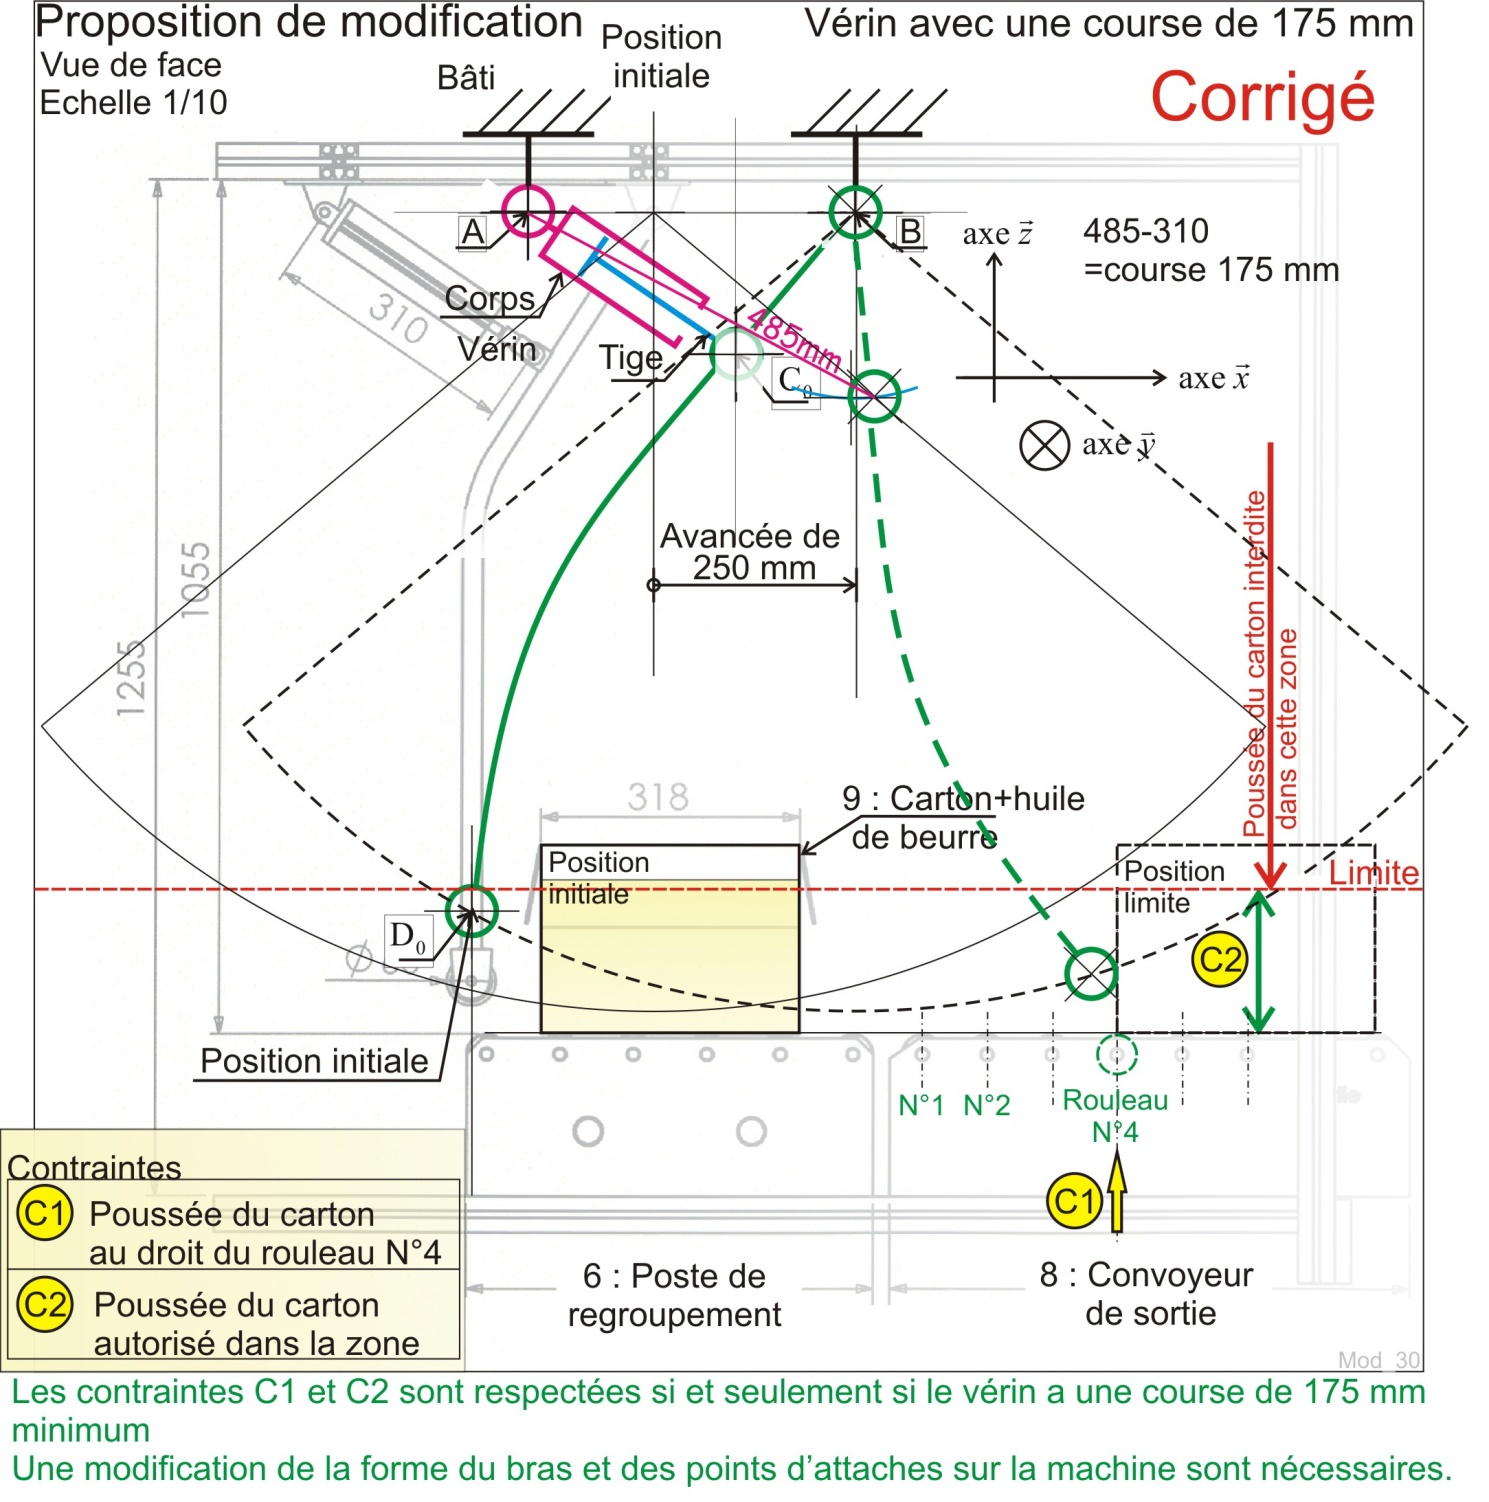 Proposition de modification
Vérin avec une course de 175 mm
Vue de face
Echelle 1/10
Position
initiale
Bâti
Corrigé
A
B
axe z
485-310
=course 175 mm
Corps
310
Vérin
Tige
485mm
C0
axe x
axe y
Avancée de
250 mm
1055
1255
Poussée du carton interdite
dans cette zone
318
9 : Carton+huile
de beurre
Position
initiale
Position
limite
Limite
D0
C2
Ø
Position initiale
N°1
N°2
Rouleau
N°4
C1
Contraintes
C1 Poussée du carton
au droit du rouleau N°4
C2 Poussée du carton
autorisé dans la zone
6 : Poste de
regroupement
8 : Convoyeur
de sortie
Mod 30
Les contraintes C1 et C2 sont respectées si et seulement si le vérin a une course de 175 mm
minimum
Une modification de la forme du bras et des points d’attaches sur la machine sont nécessaires.